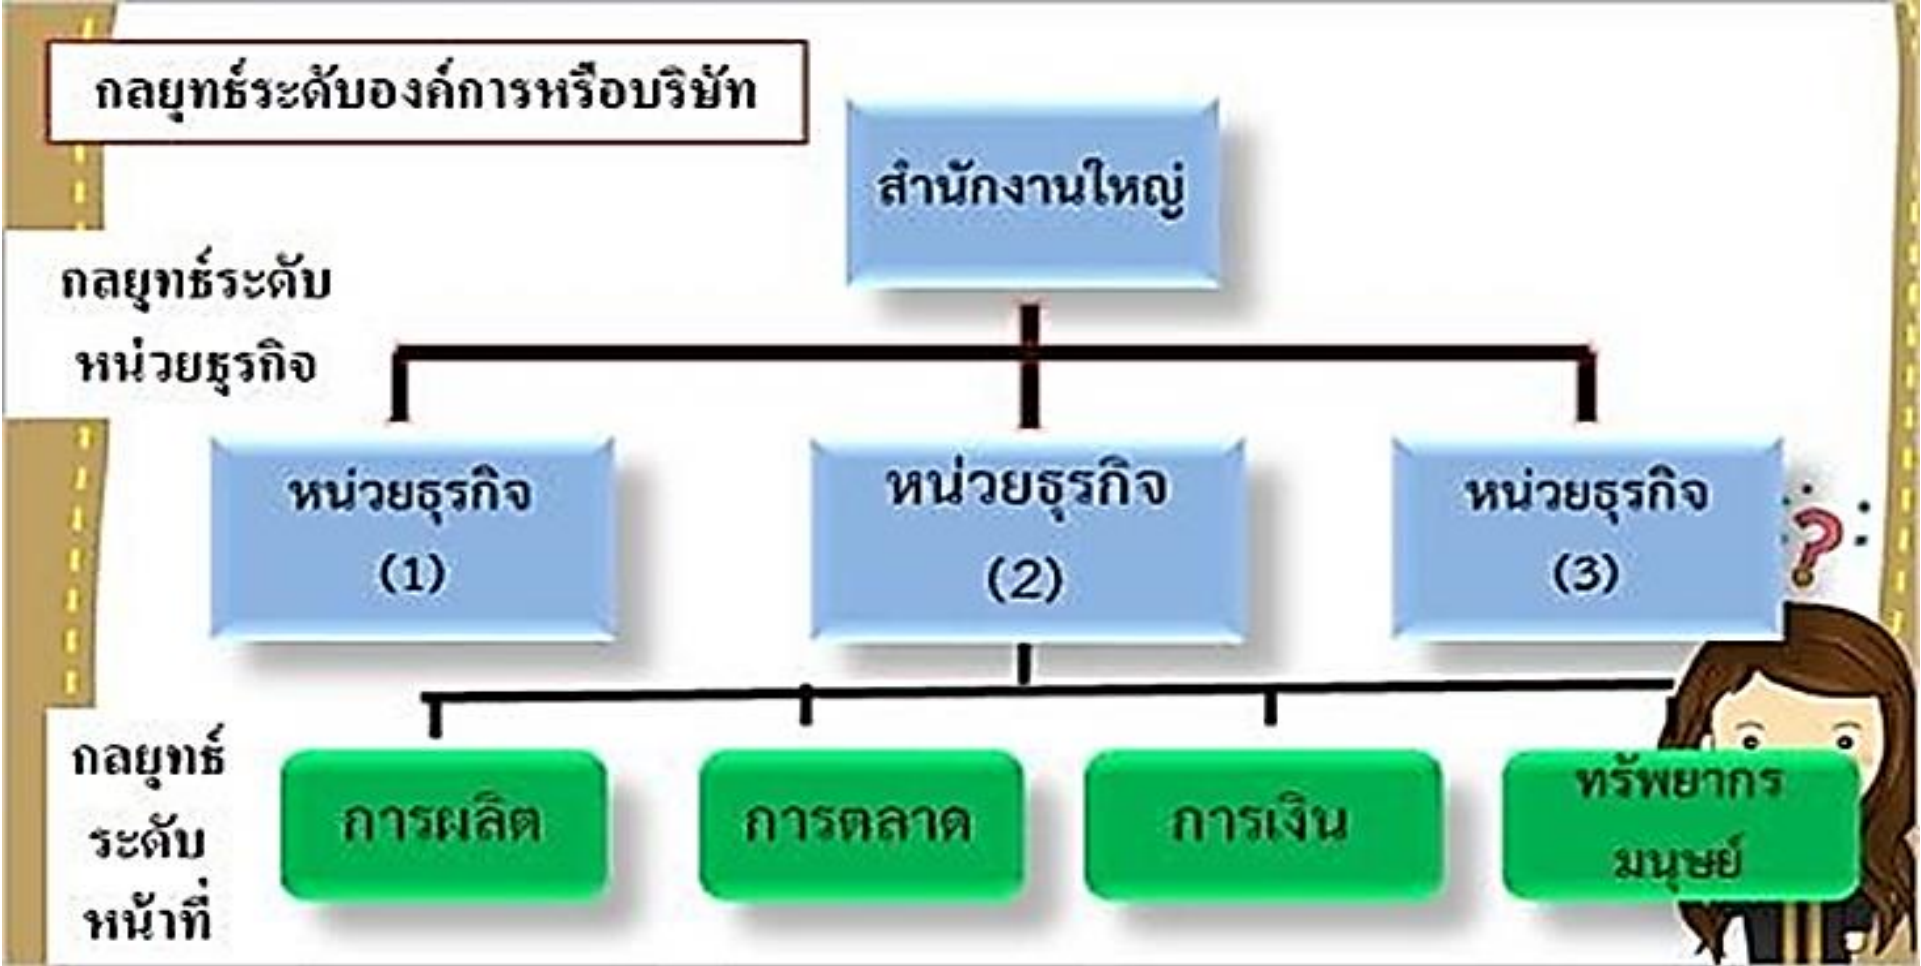 กลยุทธ์ระดับองค์การหรือบริษัท
สำนักงานใหญ่
กลยุทธ์ระดับ
หน่วยธุรกิจ
หน่วยธุรกิจ
(1)
หน่วยธุรกิจ
(2)
หน่วยธุรกิจ
(3)
?
กลยุทธ์
ระดับ
หน้าที่
การผลิต
การตลาด
การเงิน
ทรัพยากร
มนุษย์